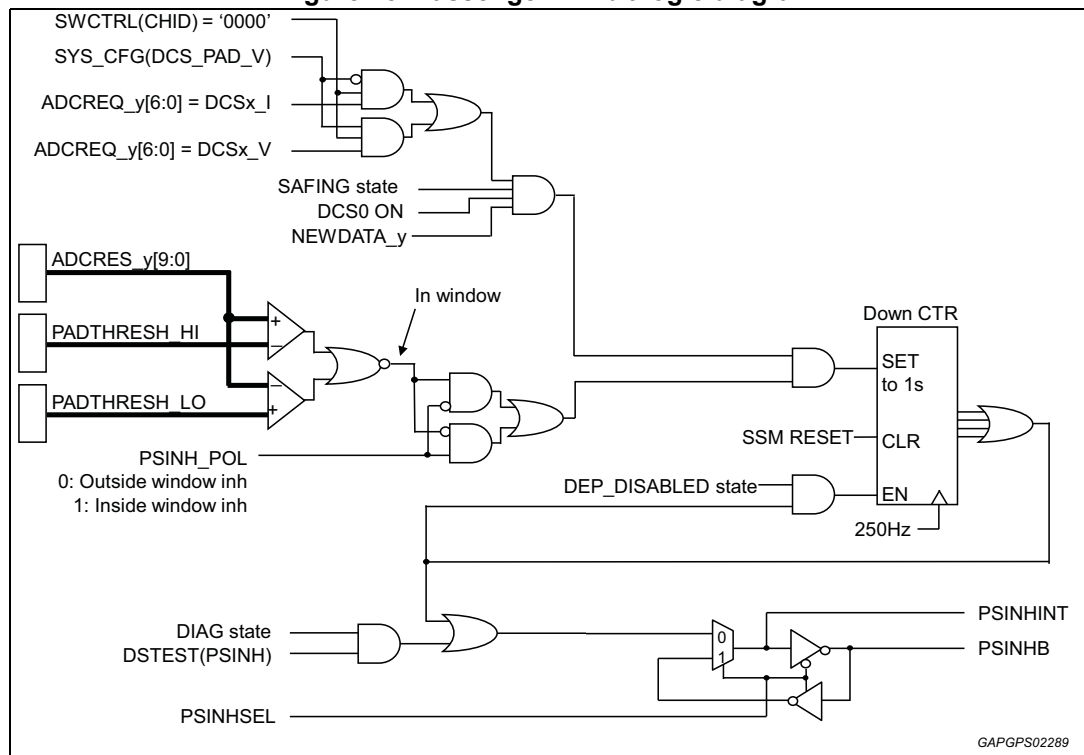 SWCTRL(CHID) = '0000'
SYS_CFG(DCS_PAD_V)
ADCREQ_y[6:0] = DCSx_I
ADCREQ_y[6:0] = DCSx_V
SAFING state
DCS0 ON
NEWDATA_y
ADCRES_y[9:0]
In window
PADTHRESH_HI
PADTHRESH_LO
+
−
−
+
Down CTR
SET
to 1s
SSM RESET
CLR
PSINH_POL
0: Outside window inh
1: Inside window inh
DEP_DISABLED state
EN
250Hz
DIAG state
DSTEST(PSINH)
0
1
PSINHINT
PSINHB
PSINHSEL
GAPGPS02289